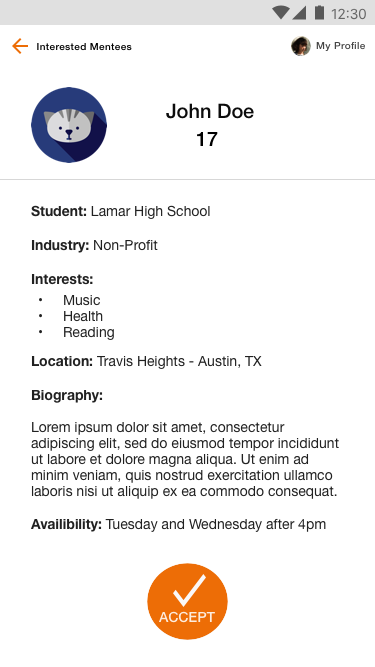 12:30
Interested Mentees
My Profile
John Doe
17
Student: Lamar High School
Industry: Non-Profit
Interests:
• Music
• Health
• Reading
Location: Travis Heights - Austin, TX
Biography:
Lorem ipsum dolor sit amet, consectetur
adipiscing elit, sed do eiusmod tempor incididunt
ut labore et dolore magna aliqua. Ut enim ad
minim veniam, quis nostrud exercitation ullamco
laboris nisi ut aliquip ex ea commodo consequat.
Availibility: Tuesday and Wednesday after 4pm
ACCEPT